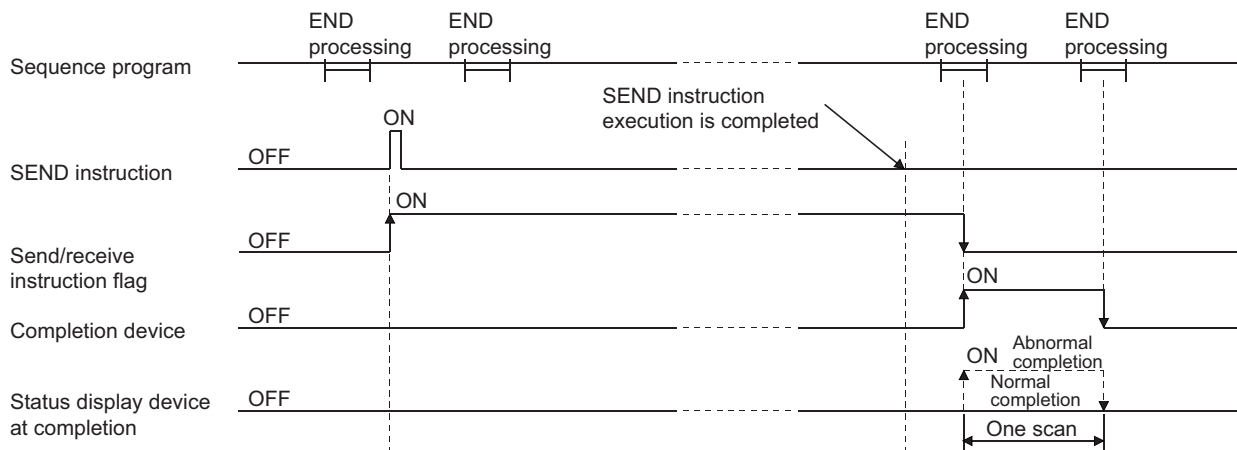 END
processing
END
processing
END
processing
END
processing
Sequence program
SEND instruction
execution is completed
ON
OFF
SEND instruction
ON
OFF
Send/receive
instruction flag
ON
OFF
Completion device
ON
Abnormal
completion
Normal
completion
OFF
Status display device
at completion
One scan